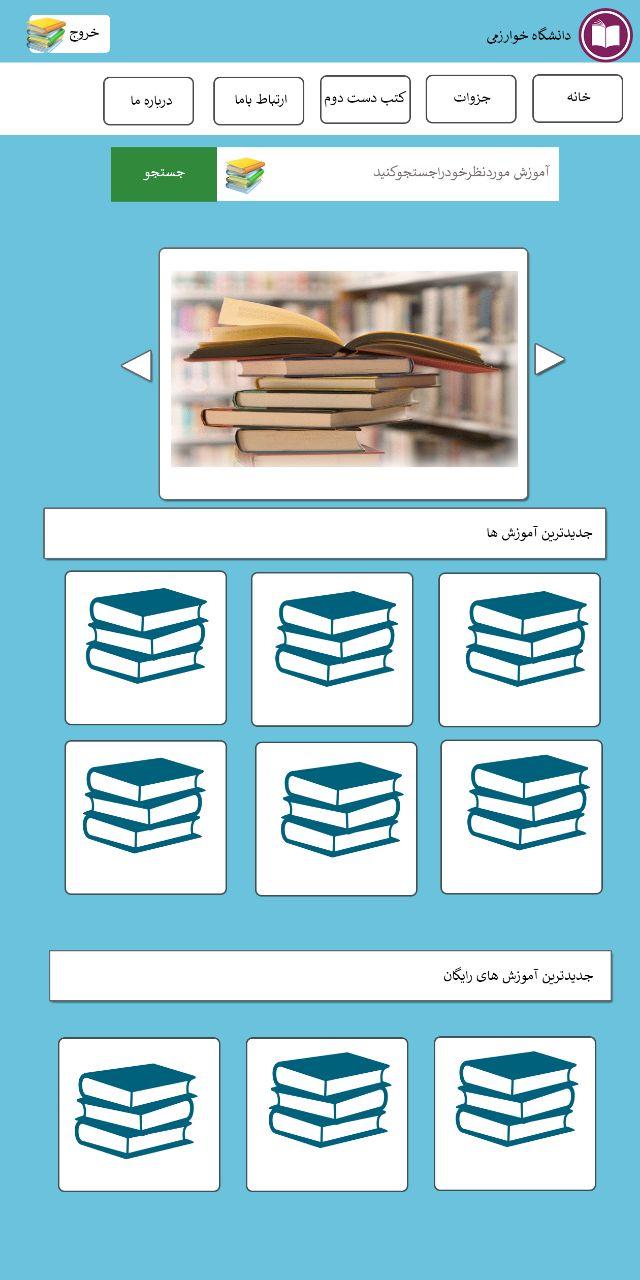 دانشگاه خوارزمی
خروج
خانه
جزوات
کتب دست دوم
ارتباط باما
درباره ما
آموزش موردنظرخودراجستجوکنید
جستجو
جدیدترین آموزش ها
جدیدترین آموزش های رایگان